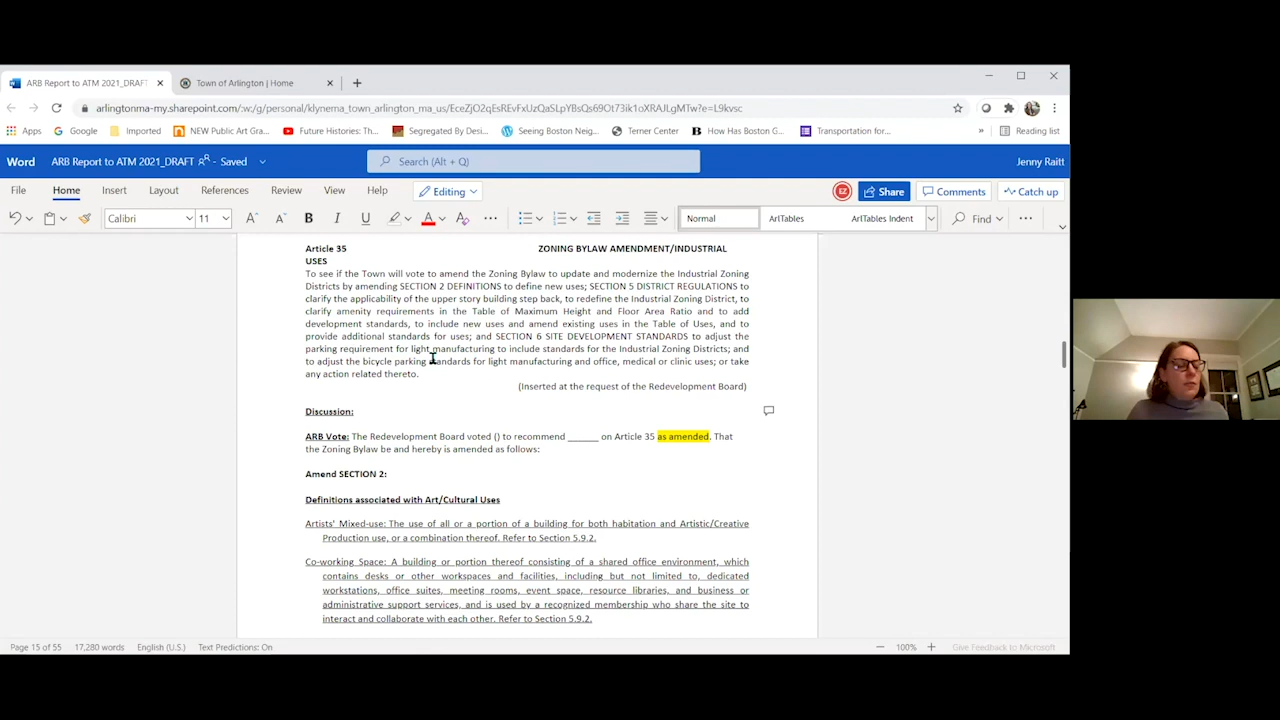 ARB Report to ATM 2021_DRAFT
Town of Arlington | Home
arlingtonma-my.sharepoint.com/:w:/g/personal/klynema_town_arlington_ma_us/EceZjO2qEsREvFxUzQaSLpYBsQs69Ot73ik1oXRAJLgMTw?e=L9kvsc
Apps Google Imported NEW Public Art Gra... Future Histories: Th... Segregated By Desi... Seeing Boston Neig... Terner Center How Has Boston G... Transportation for... » Reading list
Word ARB Report to ATM 2021_DRAFT - Saved Search (Alt + Q) Jenny Raitt
File Home Insert Layout References Review View Help Editing EZ Share Comments Catch up
Calibri 11 B I U A Normal ArlTables ArlTables Indent Find
Article 35 ZONING BYLAW AMENDMENT/INDUSTRIAL
USES
To see if the Town will vote to amend the Zoning Bylaw to update and modernize the Industrial Zoning
Districts by amending SECTION 2 DEFINITIONS to define new uses; SECTION 5 DISTRICT REGULATIONS to
clarify the applicability of the upper story building step back, to redefine the Industrial Zoning District, to
clarify amenity requirements in the Table of Maximum Height and Floor Area Ratio and to add
development standards, to include new uses and amend existing uses in the Table of Uses, and to
provide additional standards for uses; and SECTION 6 SITE DEVELOPMENT STANDARDS to adjust the
parking requirement for light manufacturing to include standards for the Industrial Zoning Districts; and
to adjust the bicycle parking standards for light manufacturing and office, medical or clinic uses; or take
any action related thereto.
(Inserted at the request of the Redevelopment Board)
Discussion:
ARB Vote: The Redevelopment Board voted () to recommend ______ on Article 35 as amended. That
the Zoning Bylaw be and hereby is amended as follows:
Amend SECTION 2:
Definitions associated with Art/Cultural Uses
Artists' Mixed-use: The use of all or a portion of a building for both habitation and Artistic/Creative
Production use, or a combination thereof. Refer to Section 5.9.2.
Co-working Space: A building or portion thereof consisting of a shared office environment, which
contains desks or other workspaces and facilities, including but not limited to, dedicated
workstations, office suites, meeting rooms, event space, resource libraries, and business or
administrative support services, and is used by a recognized membership who share the site to
interact and collaborate with each other. Refer to Section 5.9.2.
Page 15 of 55 17,280 words English (U.S.) Text Predictions: On 100% Give Feedback to Microsoft